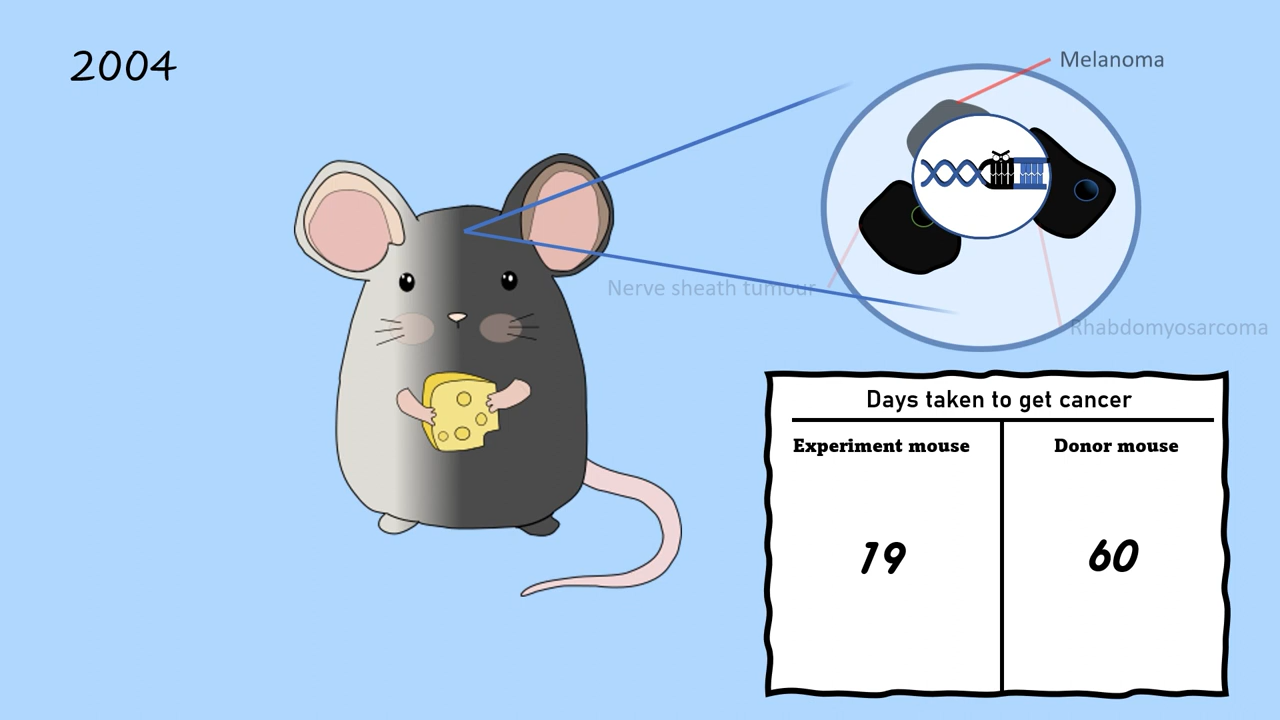 2004
Melanoma
Nerve sheath tumour
Rhabdomyosarcoma
Days taken to get cancer
Experiment mouse
Donor mouse
19
60